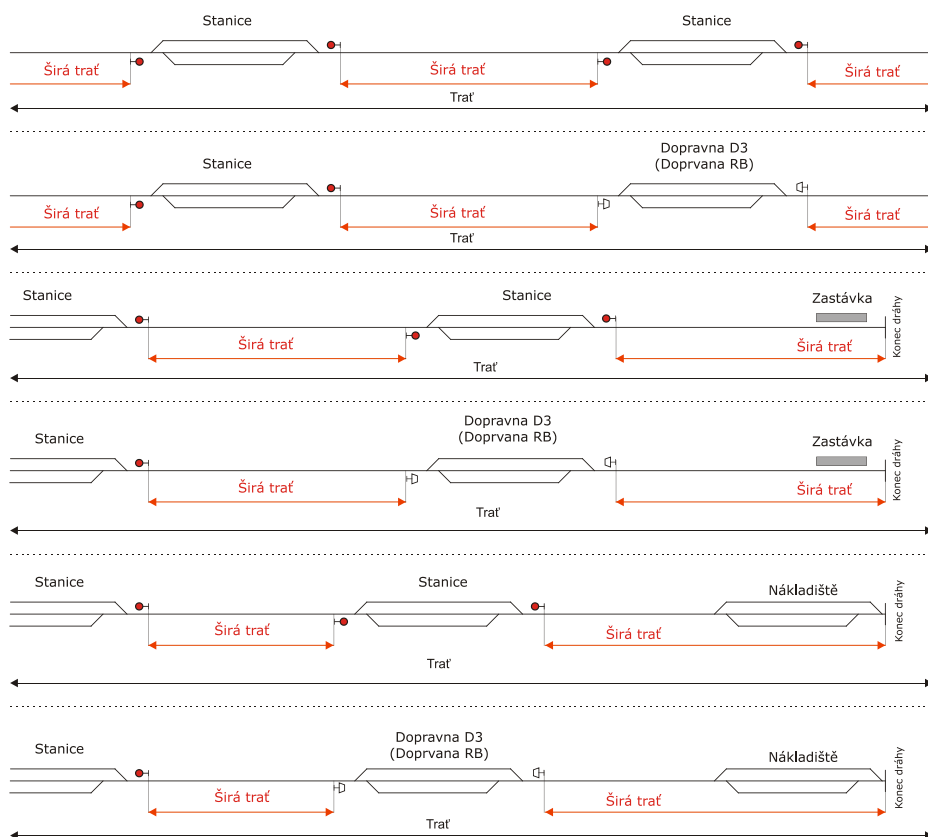 Stanice
Stanice
Širá trať
Širá trať
Širá trať
Trať
Stanice
Dopravna D3
(Doprvana RB)
Širá trať
Širá trať
Širá trať
Trať
Stanice
Stanice
Zastávka
Konec dráhy
Širá trať
Širá trať
Trať
Stanice
Dopravna D3
(Doprvana RB)
Zastávka
Konec dráhy
Širá trať
Širá trať
Trať
Stanice
Stanice
Nákladiště
Konec dráhy
Širá trať
Širá trať
Trať
Stanice
Dopravna D3
(Doprvana RB)
Nákladiště
Konec dráhy
Širá trať
Širá trať
Trať